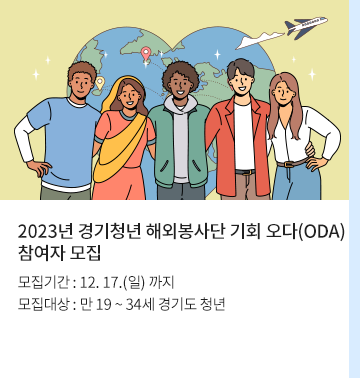 2023년 경기청년 해외봉사단 기회 오다(ODA)
참여자 모집
모집기간 : 12. 17.(일) 까지
모집대상 : 만 19 ~ 34세 경기도 청년